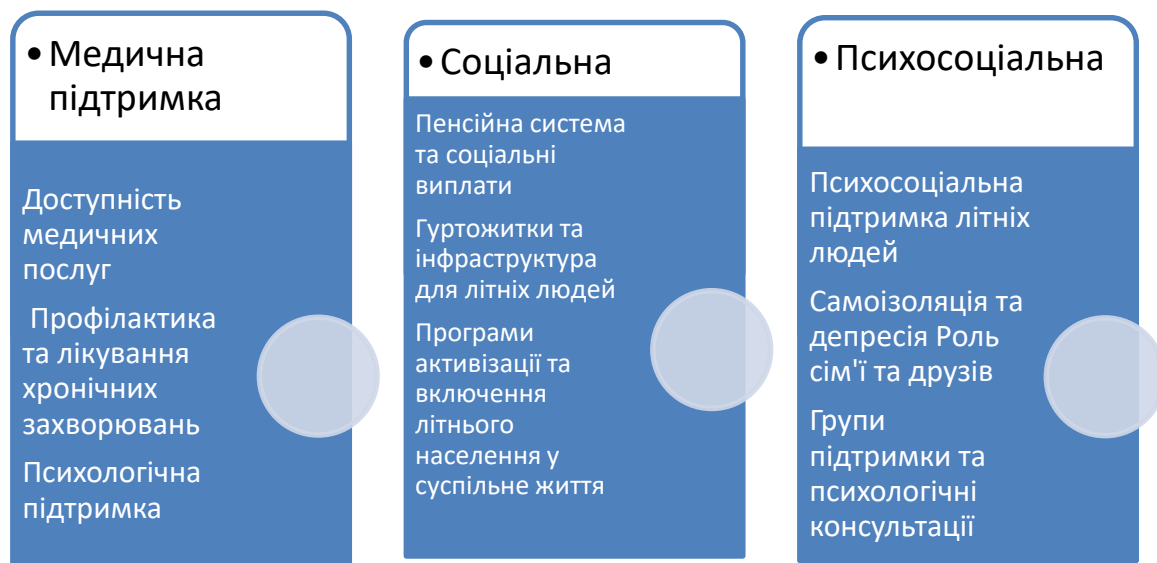 •Медична
підтримка
Доступність
медичних
послуг
Профілактика
та лікування
хронічних
захворювань
Психологічна
підтримка
•Соціальна
Пенсійна система
та соціальні
виплати
Гуртожитки та
інфраструктура
для літніх людей
Програми
активізації та
включення
літнього
населення у
суспільне життя
•Психосоціальна
Психосоціальна
підтримка літніх
людей
Самоізоляція та
депресія Роль
сім'ї та друзів
Групи
підтримки та
психологічні
консультації